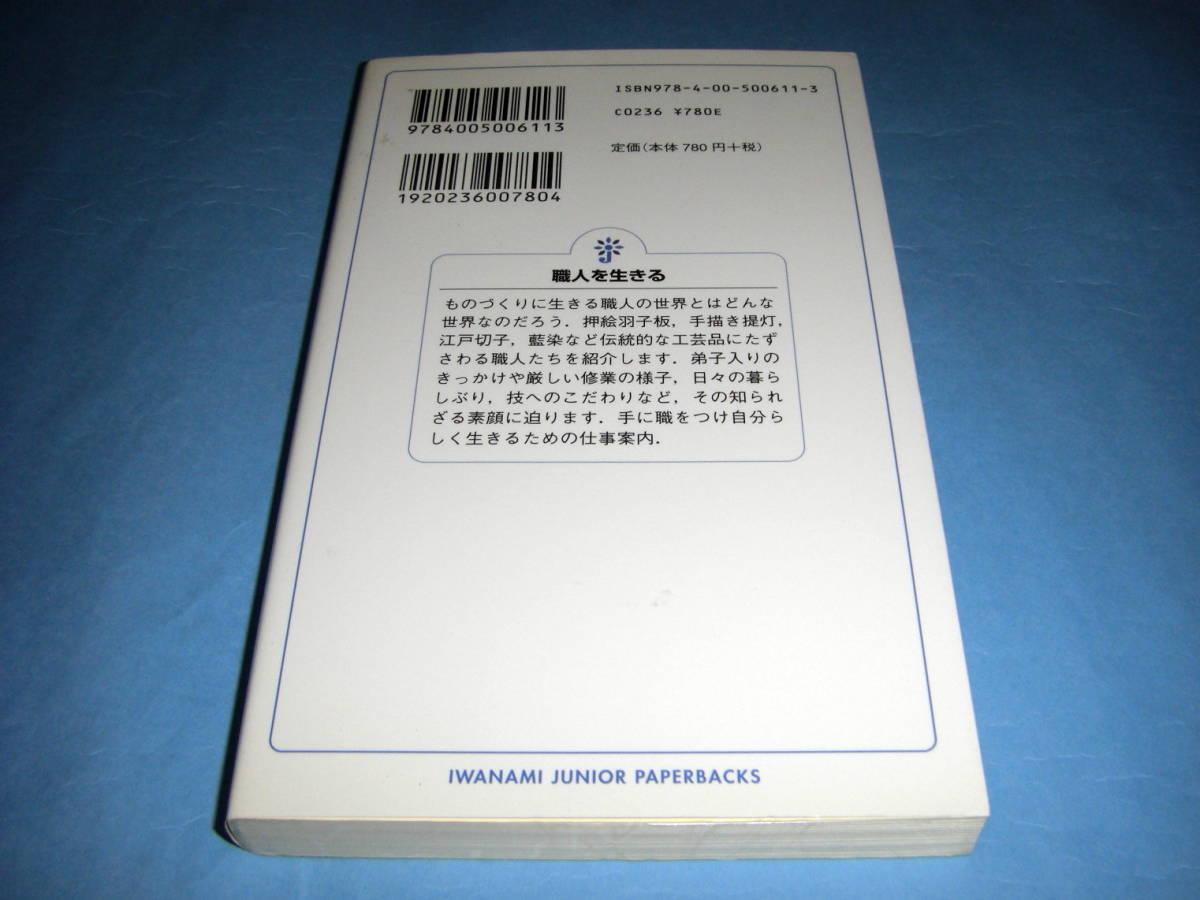 ISBN978-4-00-500611-3
9784005006113
C0236 ¥780E
定価(本体 780 円+税)
1920236007804
職人を生きる
ものづくりに生きる職人の世界とはどんな
世界なのだろう．押絵羽子板，手描き提灯，
江戸切子，藍染など伝統的な工芸品にたず
さわる職人たちを紹介します．弟子入りの
きっかけや厳しい修業の様子，日々の暮ら
しぶり，技へのこだわりなど，その知られ
ざる素顔に迫ります．手に職をつけ自分ら
しく生きるための仕事案内．
IWANAMI JUNIOR PAPERBACKS